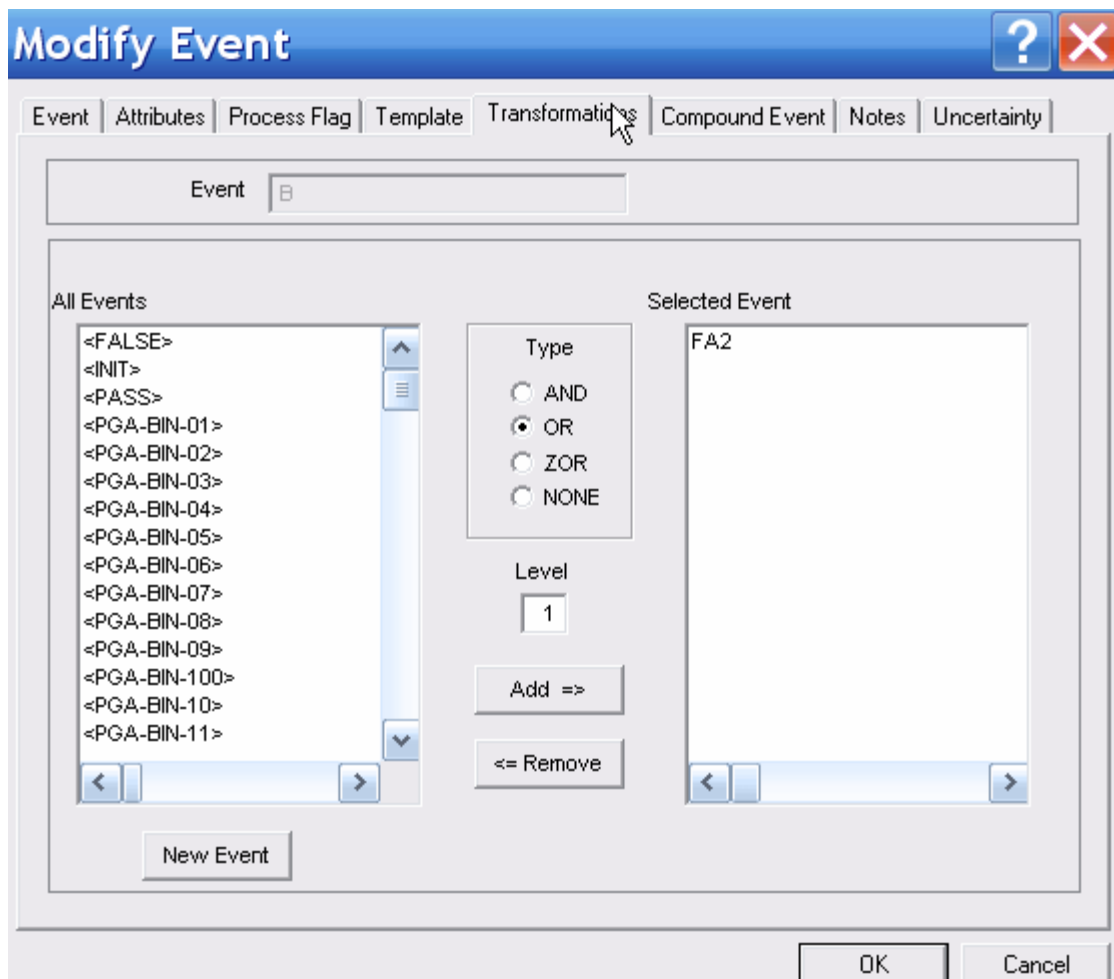 Modify Event
Event Attributes Process Flag Template Transformations Compound Event Notes Uncertainty
Event B
All Events
<FALSE>
<INIT>
<PASS>
<PGA-BIN-01>
<PGA-BIN-02>
<PGA-BIN-03>
<PGA-BIN-04>
<PGA-BIN-05>
<PGA-BIN-06>
<PGA-BIN-07>
<PGA-BIN-08>
<PGA-BIN-09>
<PGA-BIN-100>
<PGA-BIN-10>
<PGA-BIN-11>
New Event
Type
AND
OR
ZOR
NONE
Level
1
Add =>
<= Remove
Selected Event
FA2
OK Cancel